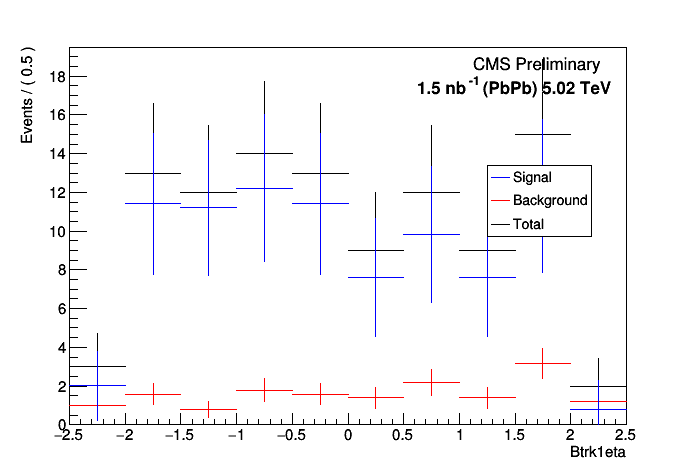 Events / ( 0.5 )
18
16
14
12
10
8
6
4
2
0
CMS Preliminary
1.5 nb⁻¹ (PbPb) 5.02 TeV
Signal
Background
Total
−2.5 −2 −1.5 −1 −0.5 0 0.5 1 1.5 2 2.5
Btrk1eta